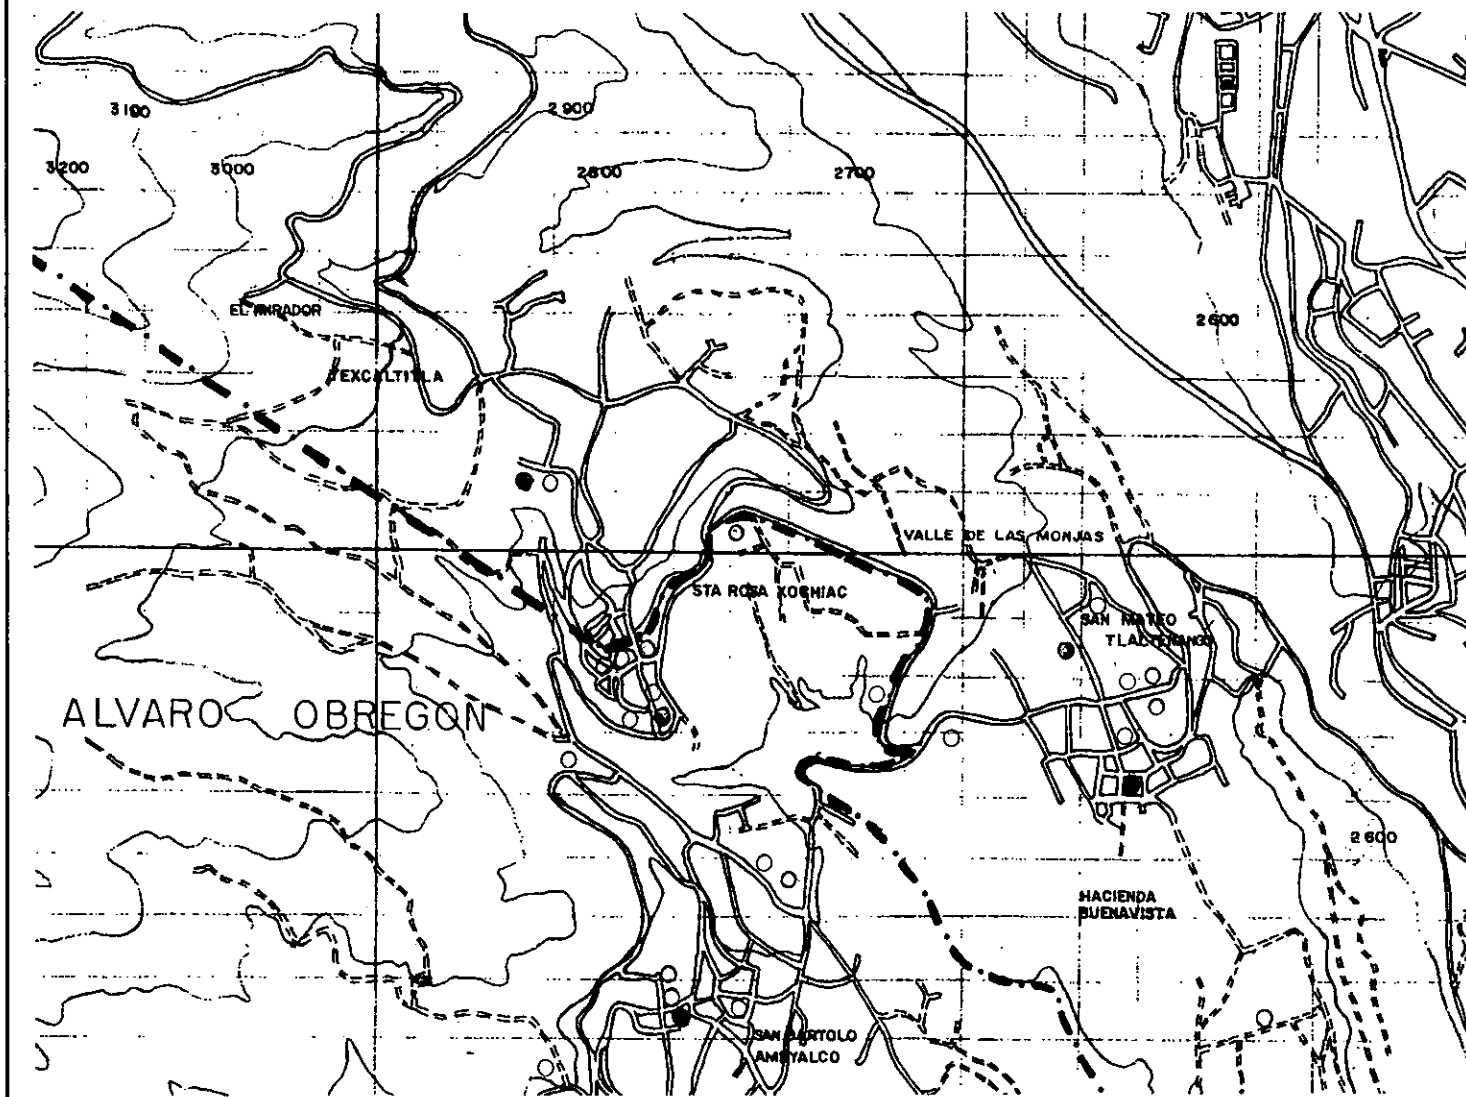 3100
2900
3200
3000
2800
2700
EL MIRADOR
2600
TEXCALTITLA
VALLE DE LAS MONJAS
STA ROSA XOCHIAC
SAN MATEO
TLALTENANGO
ALVARO OBREGON
2600
HACIENDA
BUENAVISTA
SAN BARTOLO
AMEYALCO